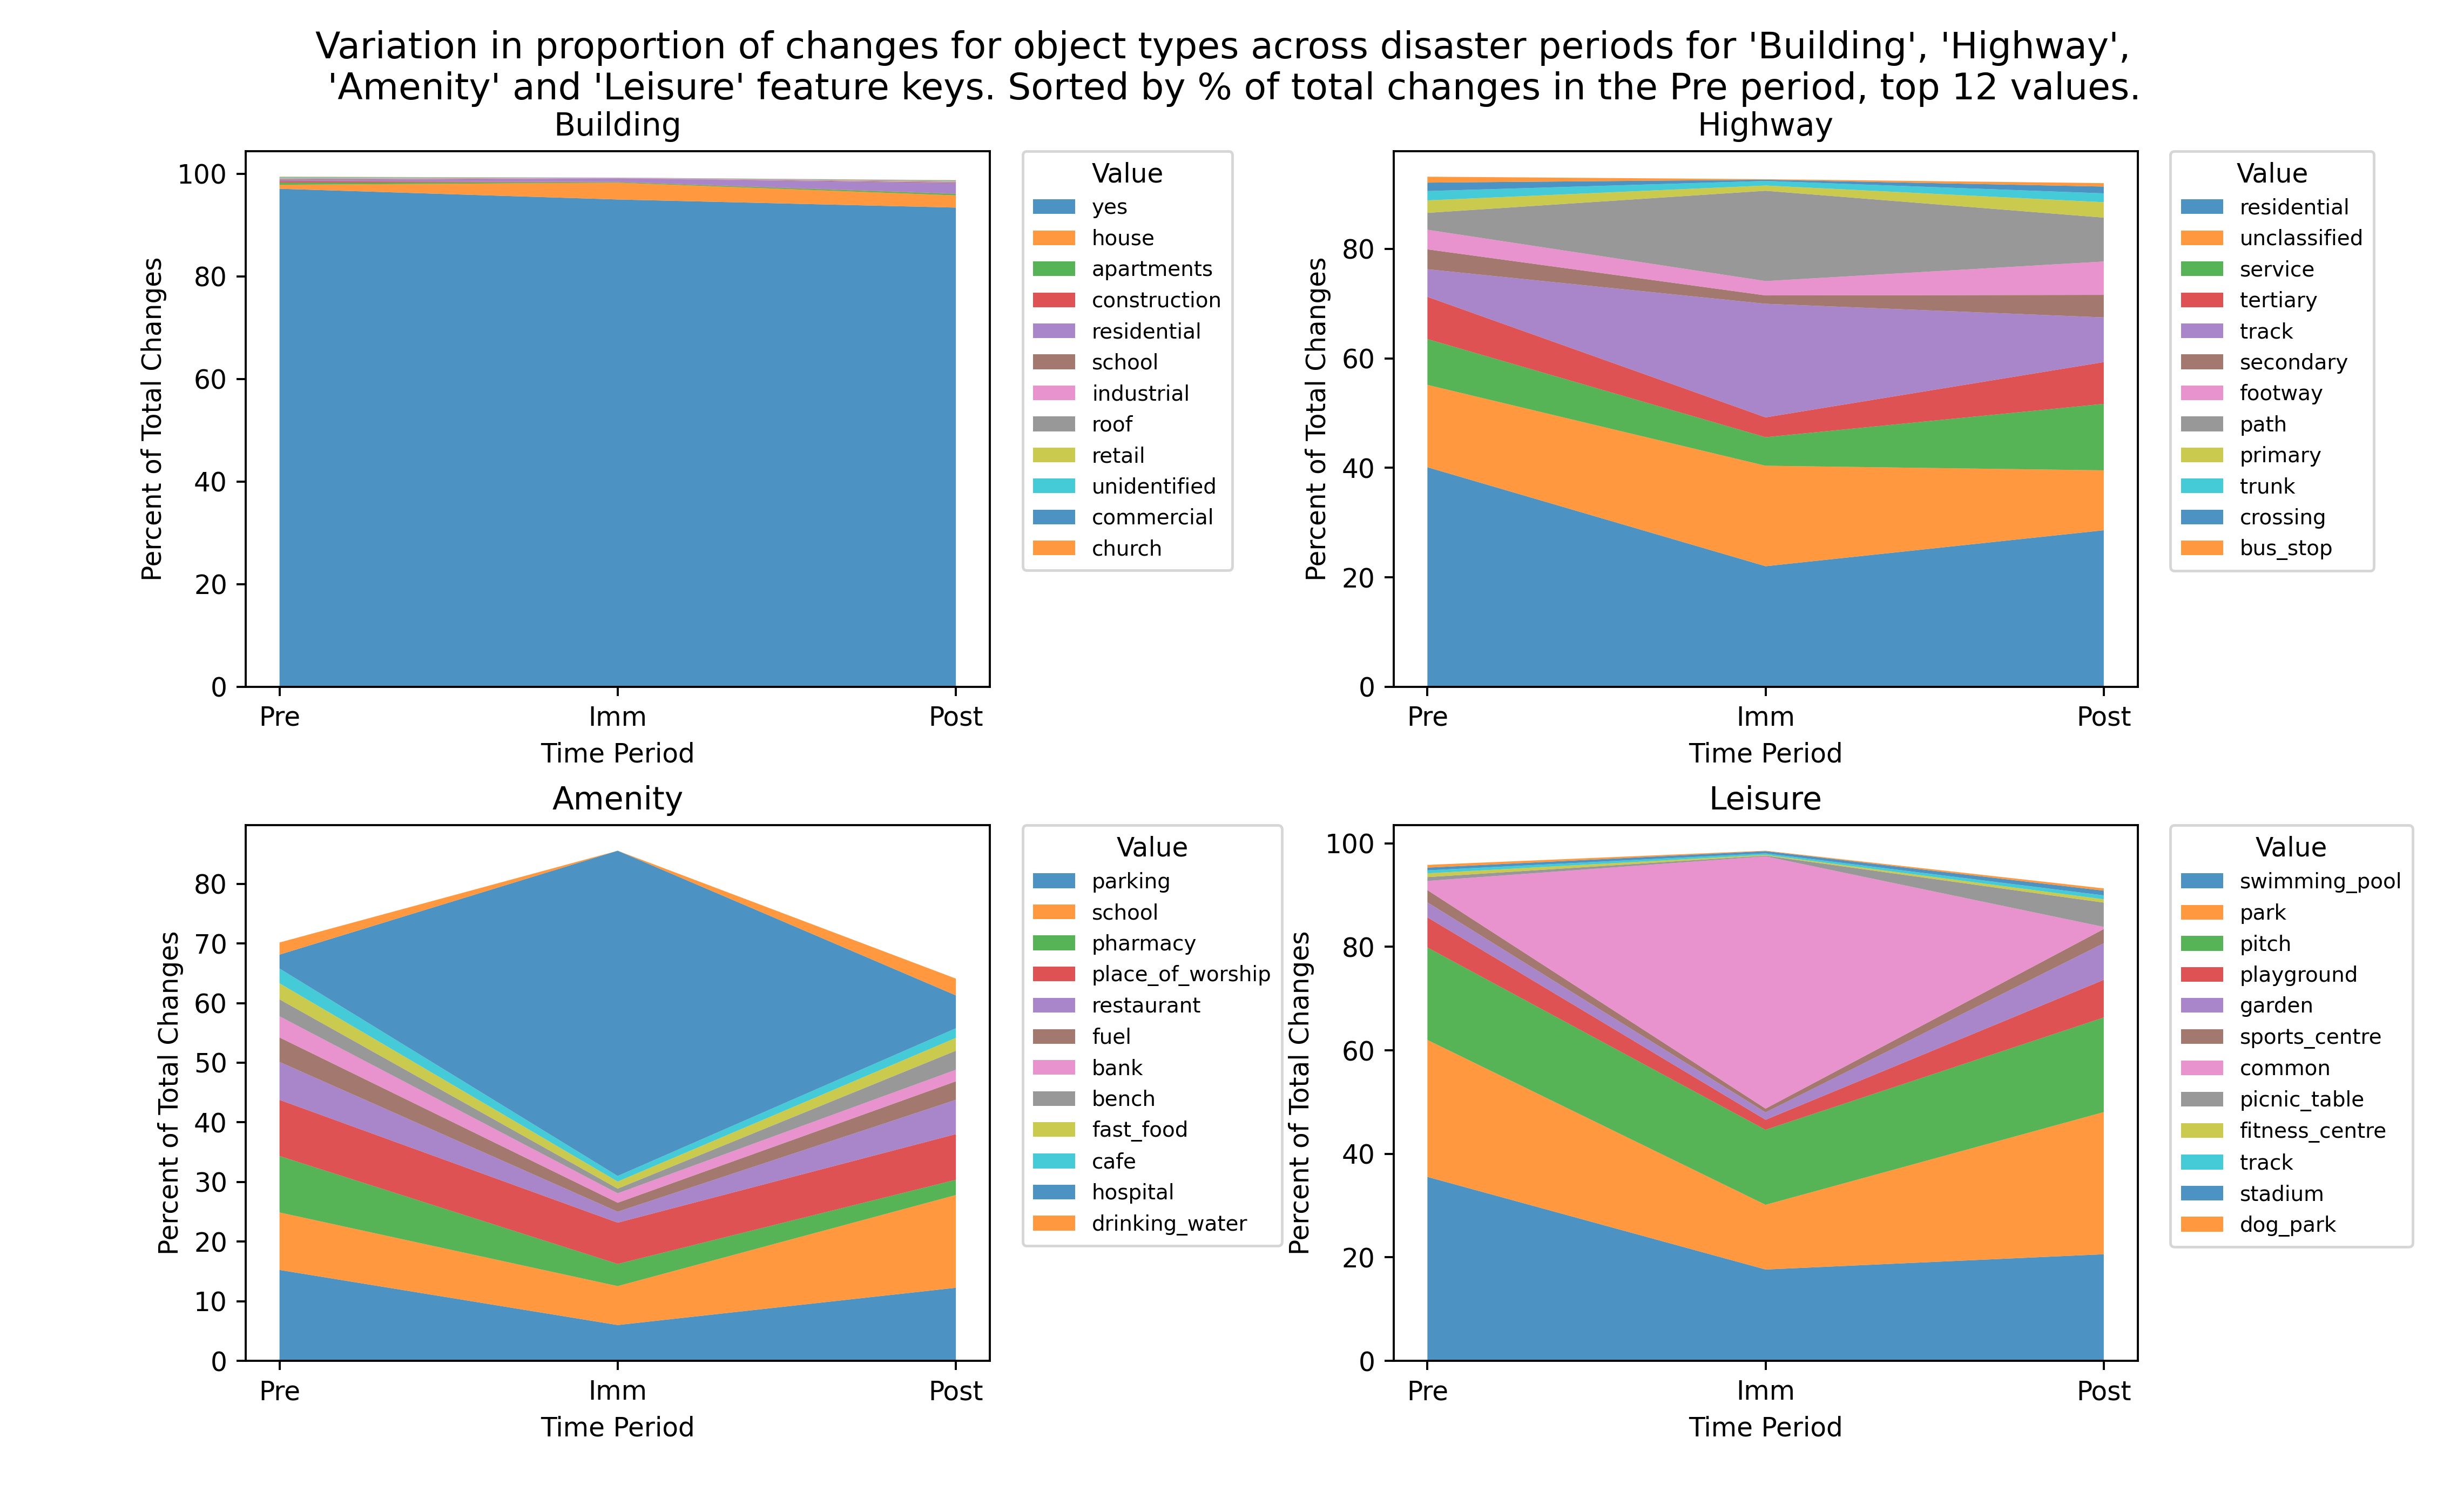 Variation in proportion of changes for object types across disaster periods for 'Building', 'Highway',
'Amenity' and 'Leisure' feature keys. Sorted by % of total changes in the Pre period, top 12 values.
Building
Percent of Total Changes
100
80
60
40
20
0
Pre
Imm
Post
Time Period
Value
yes
house
apartments
construction
residential
school
industrial
roof
retail
unidentified
commercial
church
Highway
Percent of Total Changes
80
60
40
20
0
Pre
Imm
Post
Time Period
Value
residential
unclassified
service
tertiary
track
secondary
footway
path
primary
trunk
crossing
bus_stop
Amenity
Percent of Total Changes
80
70
60
50
40
30
20
10
0
Pre
Imm
Post
Time Period
Value
parking
school
pharmacy
place_of_worship
restaurant
fuel
bank
bench
fast_food
cafe
hospital
drinking_water
Leisure
Percent of Total Changes
100
80
60
40
20
0
Pre
Imm
Post
Time Period
Value
swimming_pool
park
pitch
playground
garden
sports_centre
common
picnic_table
fitness_centre
track
stadium
dog_park